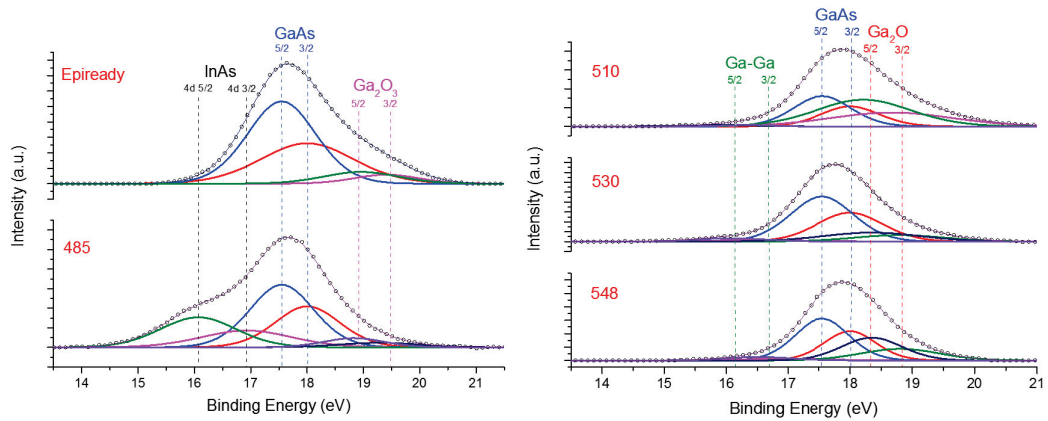 GaAs
5/2 3/2
Epiready
InAs
4d 5/2 4d 3/2
Ga₂O₃
5/2 3/2
485
Intensity (a.u.)
14 15 16 17 18 19 20 21
Binding Energy (eV)
GaAs
5/2 3/2
Ga₂O
5/2 3/2
510
Ga-Ga
5/2 3/2
530
548
Intensity (a.u.)
14 15 16 17 18 19 20 21
Binding Energy (eV)